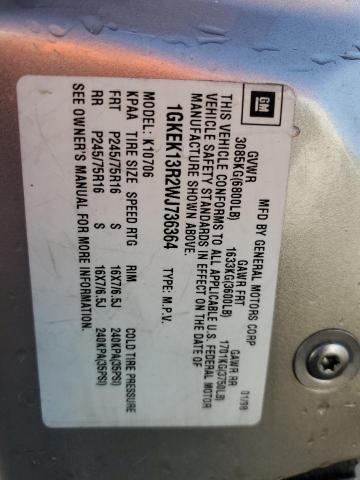 GM
MFD BY GENERAL MOTORS CORP 01/98
GVWR GAWR FRT GAWR RR
3085KG(6800LB) 1633KG(3600LB) 1701KG(3750LB)
THIS VEHICLE CONFORMS TO ALL APPLICABLE U.S. FEDERAL MOTOR
VEHICLE SAFETY STANDARDS IN EFFECT ON THE DATE OF
MANUFACTURE SHOWN ABOVE.
1GKEK13R2WJ736364 TYPE: M.P.V.
MODEL: K10706
KPAA TIRE SIZE SPEED RTG RIM COLD TIRE PRESSURE
FRT P245/75R16 S 16X7/6.5J 240KPA(35PSI)
RR P245/75R16 S 16X7/6.5J 240KPA(35PSI)
SEE OWNER'S MANUAL FOR MORE INFORMATION.